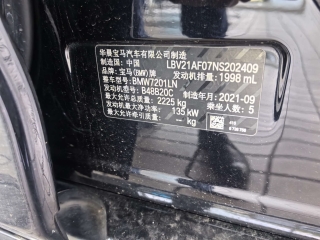 华晨宝马汽车有限公司制造
制造国：中国 LBV21AF07NS202409
品牌：宝马(BMW)牌 发动机排量：1998 mL
整车型号：BMW7201LN
发动机型号：B48B20C 制造年月：2021-09
最大允许总质量：2225 kg 乘坐人数：5
发动机最大净功率：135 kW
最大允许牵引质量：- kg